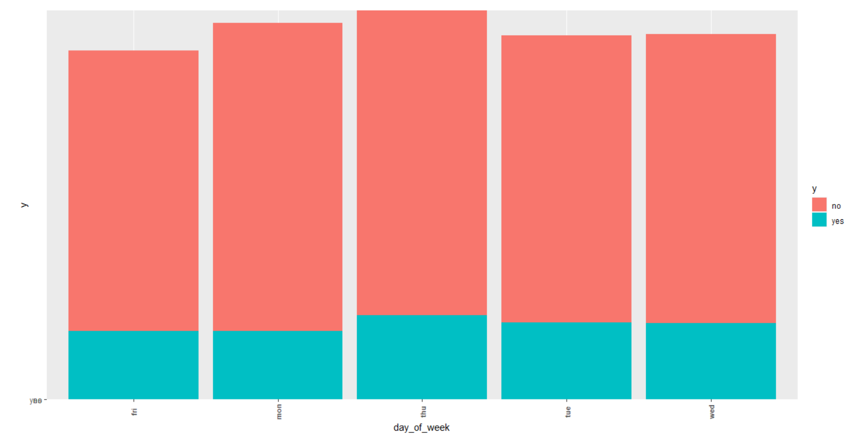 y
fri
mon
thu
tue
wed
day_of_week
y
no
yes